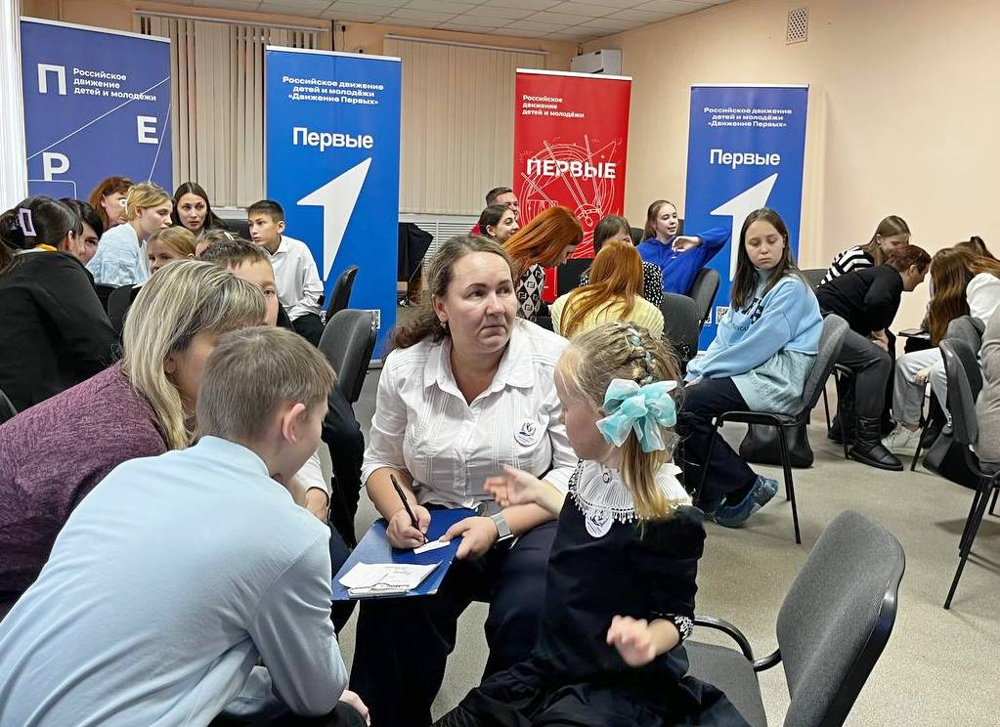 П
Российское
движение
детей и молодёжи
Е
Р
Российское движение
детей и молодёжи
«Движение Первых»
Первые
Российское
движение
детей и молодёжи
ПЕРВЫЕ
Российское движение
детей и молодёжи
«Движение Первых»
Первые